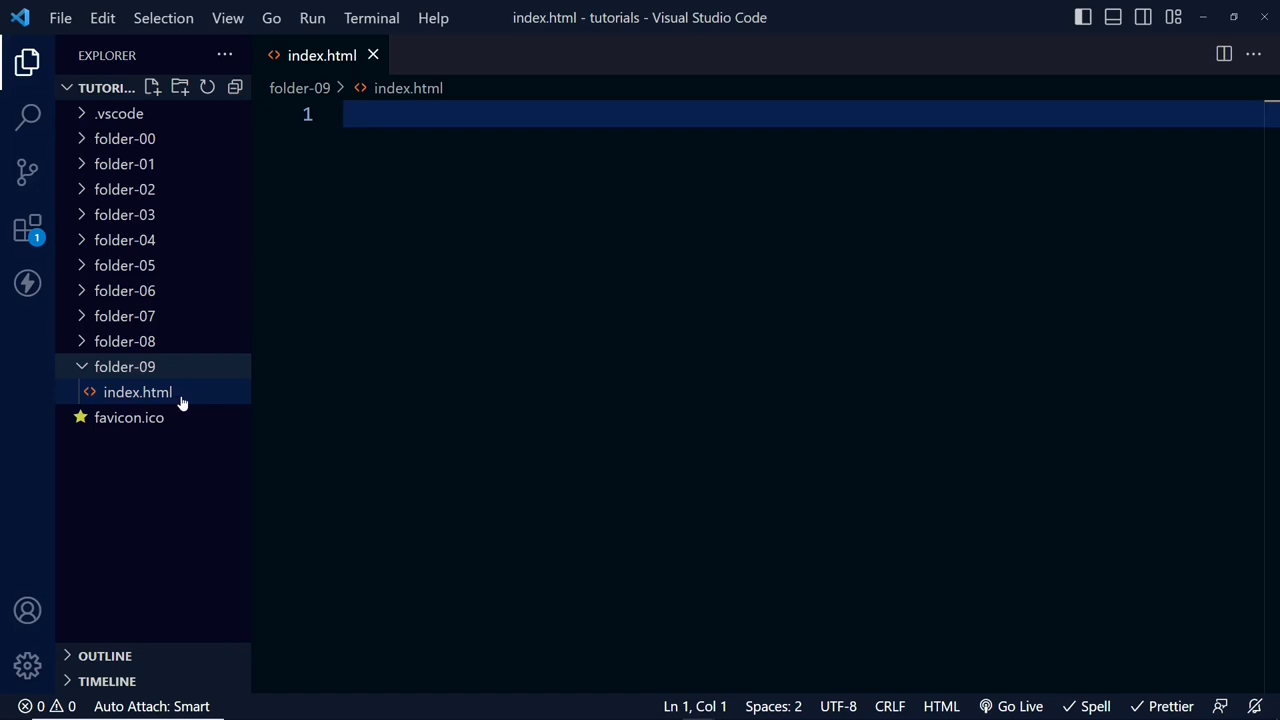 File Edit Selection View Go Run Terminal Help index.html - tutorials - Visual Studio Code
EXPLORER
index.html
TUTORI...
folder-09 index.html
1
.vscode
folder-00
folder-01
folder-02
folder-03
folder-04
folder-05
folder-06
folder-07
folder-08
folder-09
index.html
favicon.ico
1
OUTLINE
TIMELINE
0 0 Auto Attach: Smart Ln 1, Col 1 Spaces: 2 UTF-8 CRLF HTML Go Live Spell Prettier